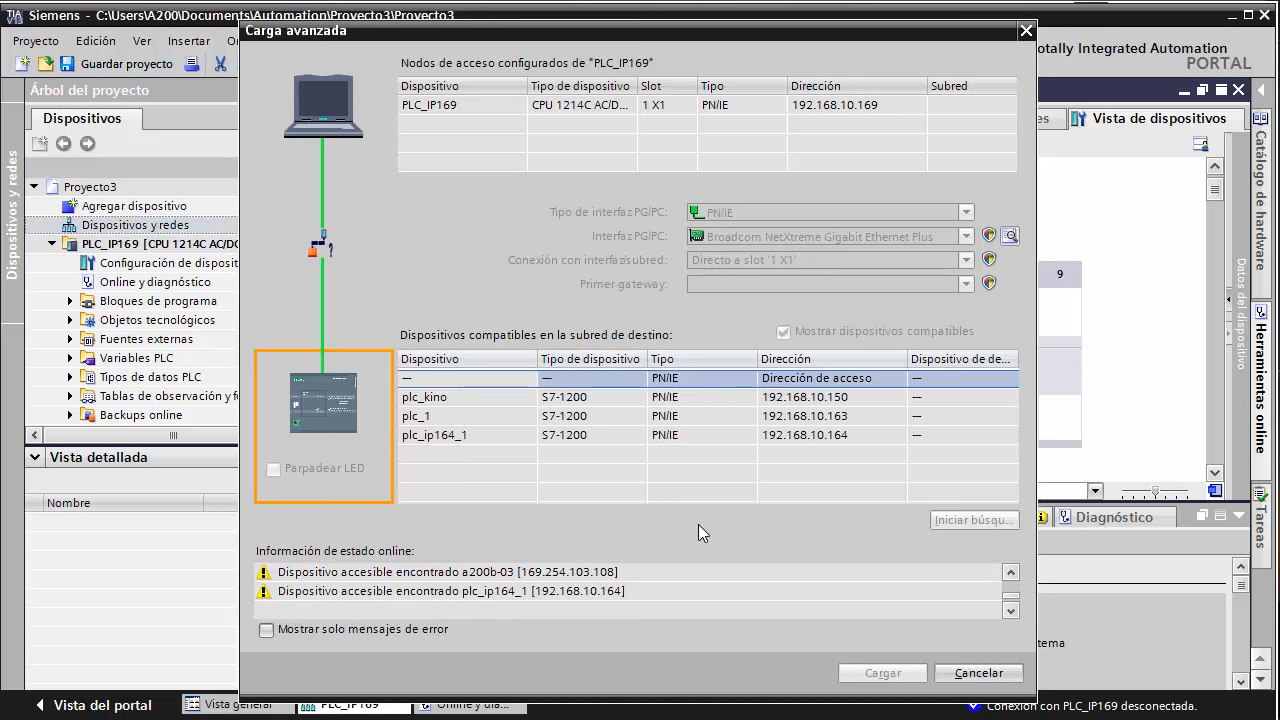 TIA V13 Siemens - C:\Users\A200\Documents\Automation\Proyecto3\Proyecto3
Proyecto Edición Ver Insertar
Totally Integrated Automation
PORTAL
Guardar proyecto
Árbol del proyecto
Dispositivos
Dispositivos y redes
Proyecto3
Agregar dispositivo
Dispositivos y redes
PLC_IP169 [CPU 1214C AC/DC
Configuración de disposit
Online y diagnóstico
Bloques de programa
Objetos tecnológicos
Fuentes externas
Variables PLC
Tipos de datos PLC
Tablas de observación y f
Backups online
Vista detallada
Nombre
Carga avanzada
Nodos de acceso configurados de "PLC_IP169"
Dispositivo Tipo de dispositivo Slot Tipo Dirección Subred
PLC_IP169 CPU 1214C AC/D... 1 X1 PN/IE 192.168.10.169
Tipo de interfaz PG/PC: PN/IE
Interfaz PG/PC: Broadcom NetXtreme Gigabit Ethernet Plus
Conexión con interfaz/subred: Directo a slot '1 X1'
Primer gateway:
?
Dispositivos compatibles en la subred de destino: Mostrar dispositivos compatibles
Dispositivo Tipo de dispositivo Tipo Dirección Dispositivo de de...
— — PN/IE Dirección de acceso —
plc_kino S7-1200 PN/IE 192.168.10.150 —
plc_1 S7-1200 PN/IE 192.168.10.163 —
plc_ip164_1 S7-1200 PN/IE 192.168.10.164 —
Parpadear LED
Iniciar búsqu...
Información de estado online:
Dispositivo accesible encontrado a200b-03 [169.254.103.108]
Dispositivo accesible encontrado plc_ip164_1 [192.168.10.164]
Mostrar solo mensajes de error
Cargar Cancelar
es Vista de dispositivos
9
Datos del dispositivo
Catálogo de hardware
Herramientas online
Tareas
Diagnóstico
tema
Vista del portal Vista general PLC_IP169 Online y dia... Conexión con PLC_IP169 desconectada.